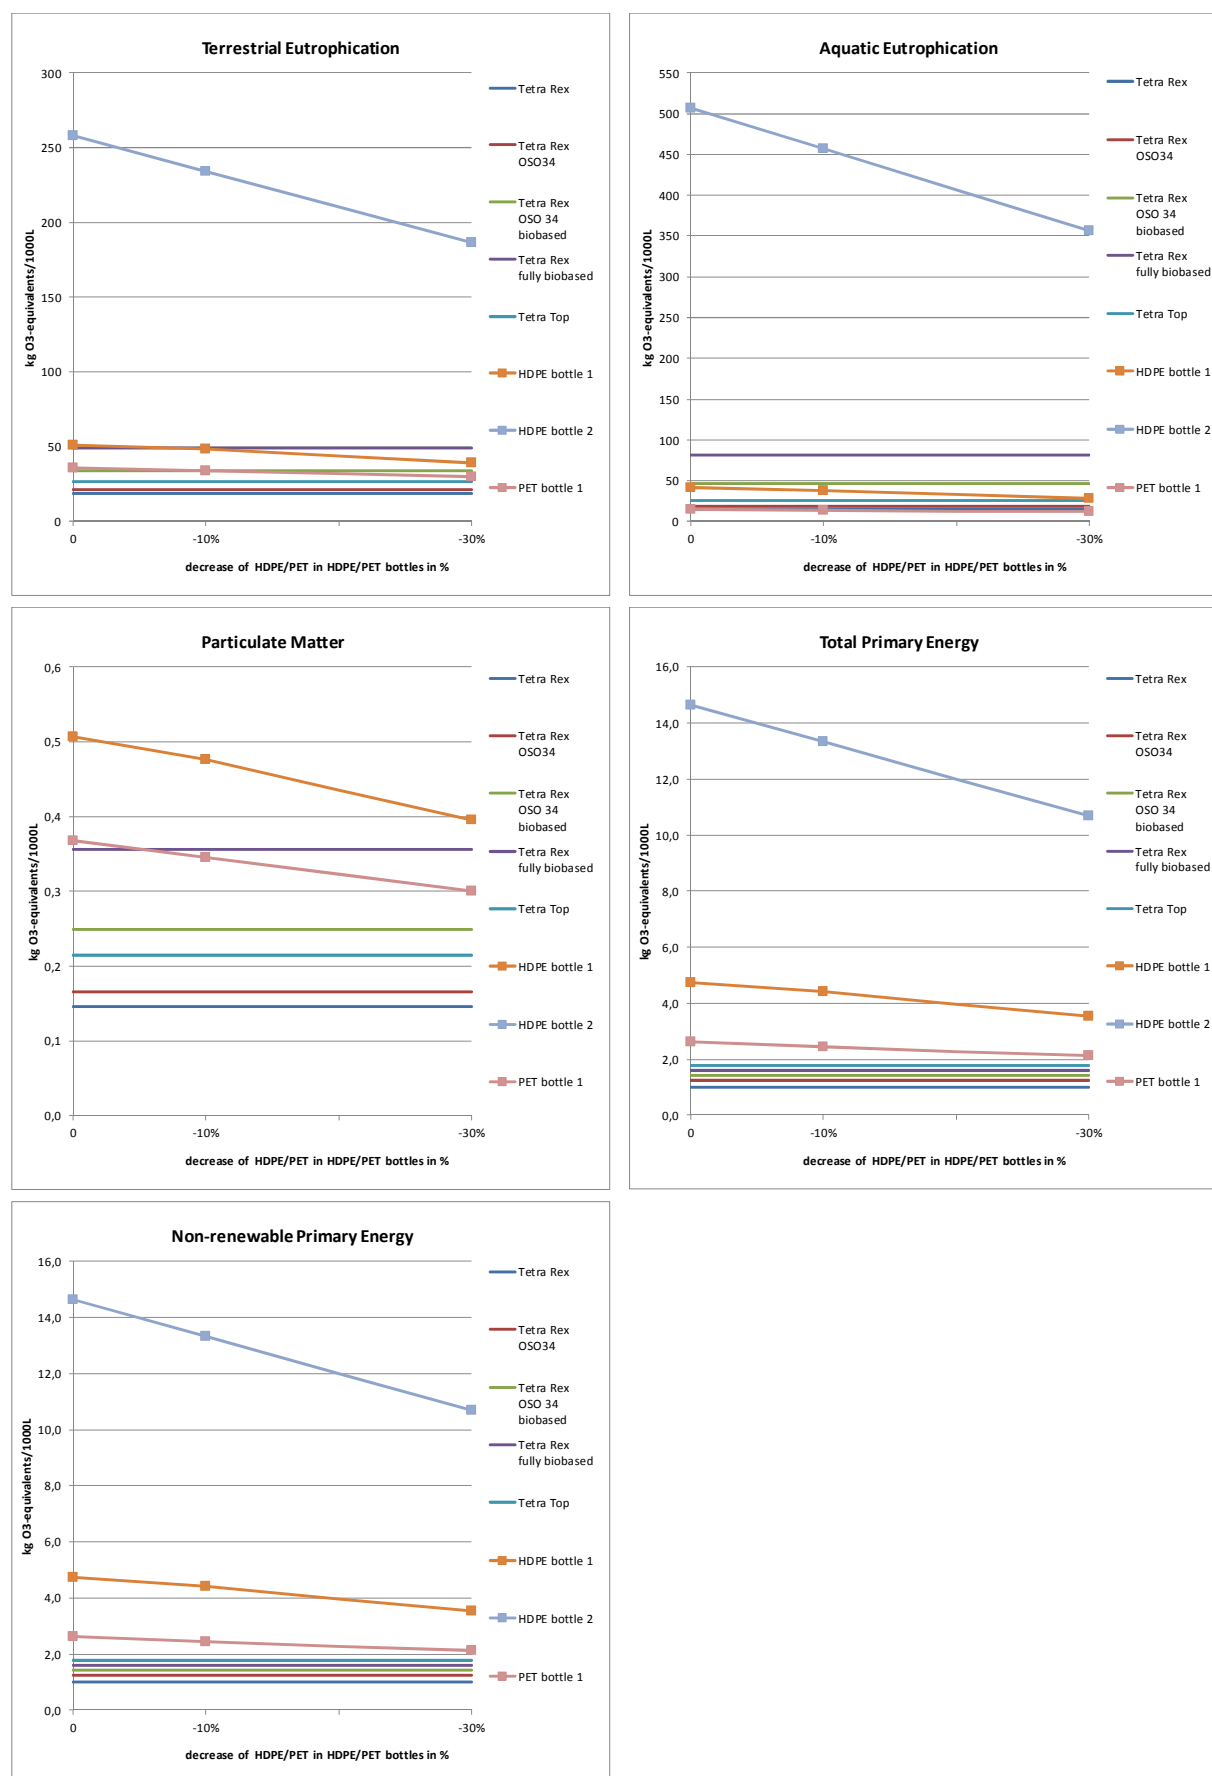 Terrestrial Eutrophication
kg O3-equivalents/1000L
300
250
200
150
100
50
0
0
-10%
-30%
decrease of HDPE/PET in HDPE/PET bottles in %
Tetra Rex
Tetra Rex
OSO34
Tetra Rex
OSO 34
biobased
Tetra Rex
fully biobased
Tetra Top
HDPE bottle 1
HDPE bottle 2
PET bottle 1
Aquatic Eutrophication
kg O3-equivalents/1000L
550
500
450
400
350
300
250
200
150
100
50
0
0
-10%
-30%
decrease of HDPE/PET in HDPE/PET bottles in %
Tetra Rex
Tetra Rex
OSO34
Tetra Rex
OSO 34
biobased
Tetra Rex
fully biobased
Tetra Top
HDPE bottle 1
HDPE bottle 2
PET bottle 1
Particulate Matter
kg O3-equivalents/1000L
0,6
0,5
0,4
0,3
0,2
0,1
0,0
0
-10%
-30%
decrease of HDPE/PET in HDPE/PET bottles in %
Tetra Rex
Tetra Rex
OSO34
Tetra Rex
OSO 34
biobased
Tetra Rex
fully biobased
Tetra Top
HDPE bottle 1
HDPE bottle 2
PET bottle 1
Total Primary Energy
kg O3-equivalents/1000L
16,0
14,0
12,0
10,0
8,0
6,0
4,0
2,0
0,0
0
-10%
-30%
decrease of HDPE/PET in HDPE/PET bottles in %
Tetra Rex
Tetra Rex
OSO34
Tetra Rex
OSO 34
biobased
Tetra Rex
fully biobased
Tetra Top
HDPE bottle 1
HDPE bottle 2
PET bottle 1
Non-renewable Primary Energy
kg O3-equivalents/1000L
16,0
14,0
12,0
10,0
8,0
6,0
4,0
2,0
0,0
0
-10%
-30%
decrease of HDPE/PET in HDPE/PET bottles in %
Tetra Rex
Tetra Rex
OSO34
Tetra Rex
OSO 34
biobased
Tetra Rex
fully biobased
Tetra Top
HDPE bottle 1
HDPE bottle 2
PET bottle 1